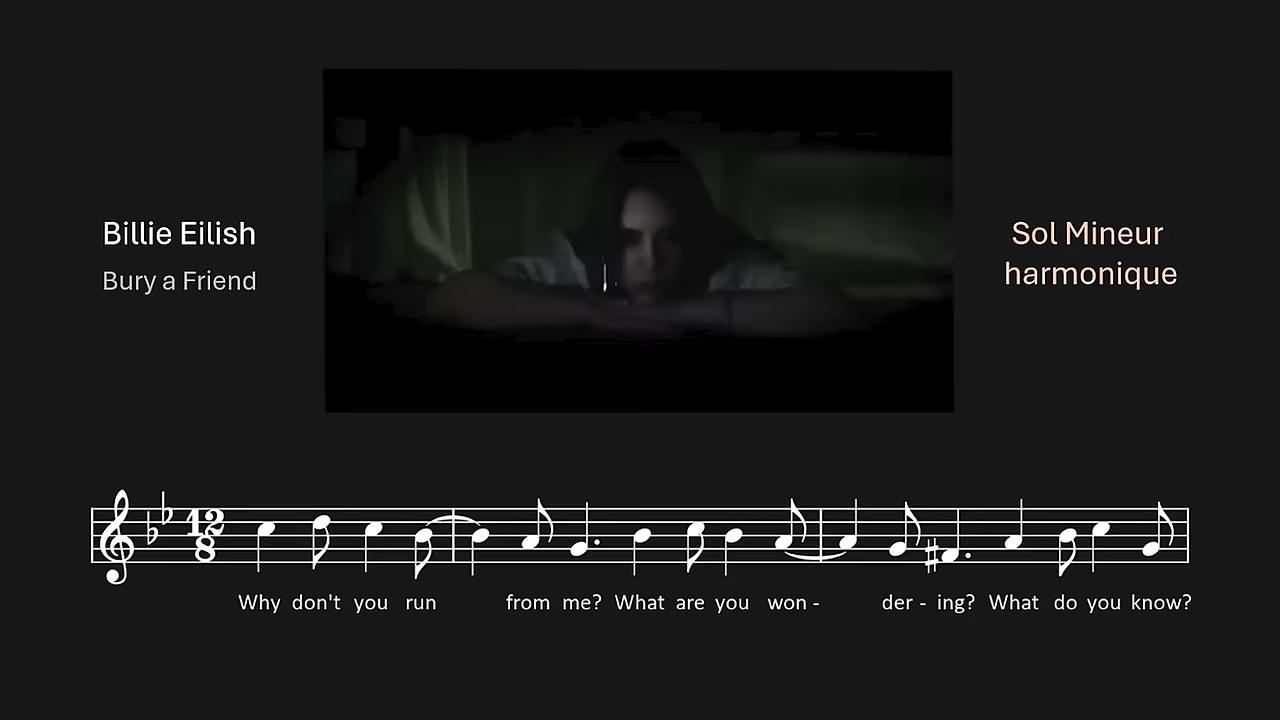 Billie Eilish
Bury a Friend
Sol Mineur
harmonique
12
8
Why don't you run from me? What are you won - der - ing? What do you know?